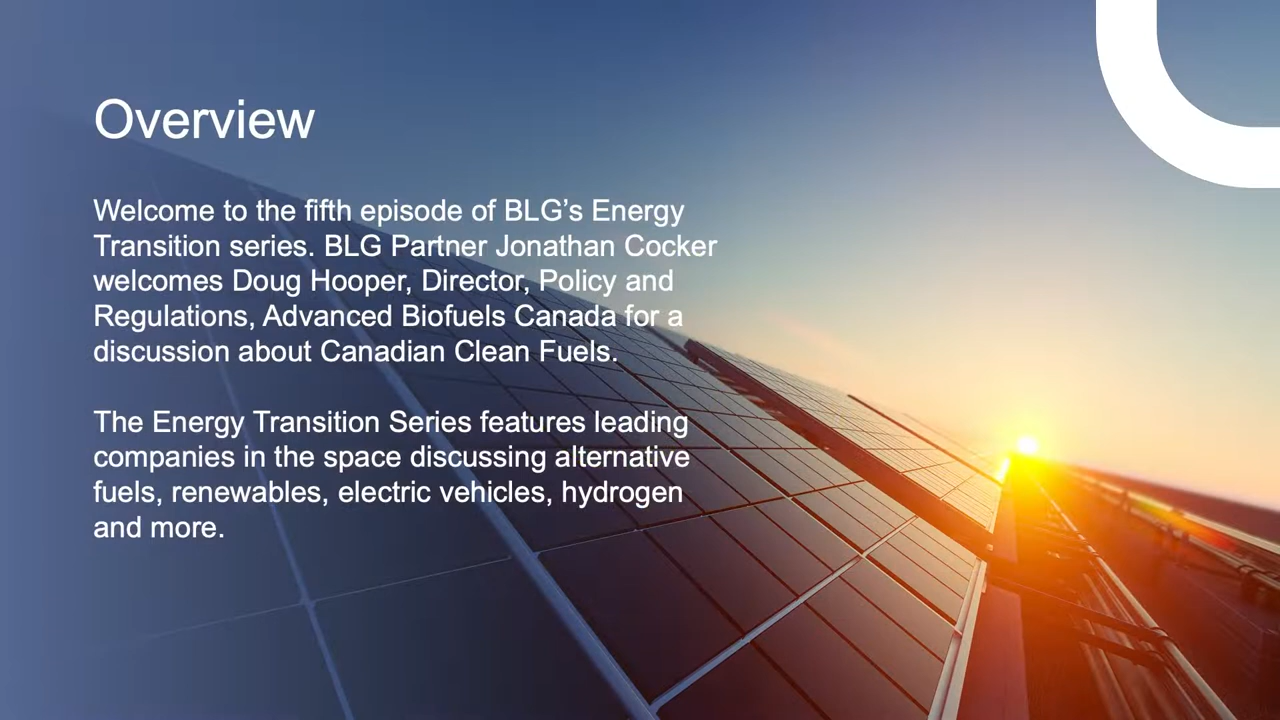 Overview
Welcome to the fifth episode of BLG’s Energy
Transition series. BLG Partner Jonathan Cocker
welcomes Doug Hooper, Director, Policy and
Regulations, Advanced Biofuels Canada for a
discussion about Canadian Clean Fuels.
The Energy Transition Series features leading
companies in the space discussing alternative
fuels, renewables, electric vehicles, hydrogen
and more.